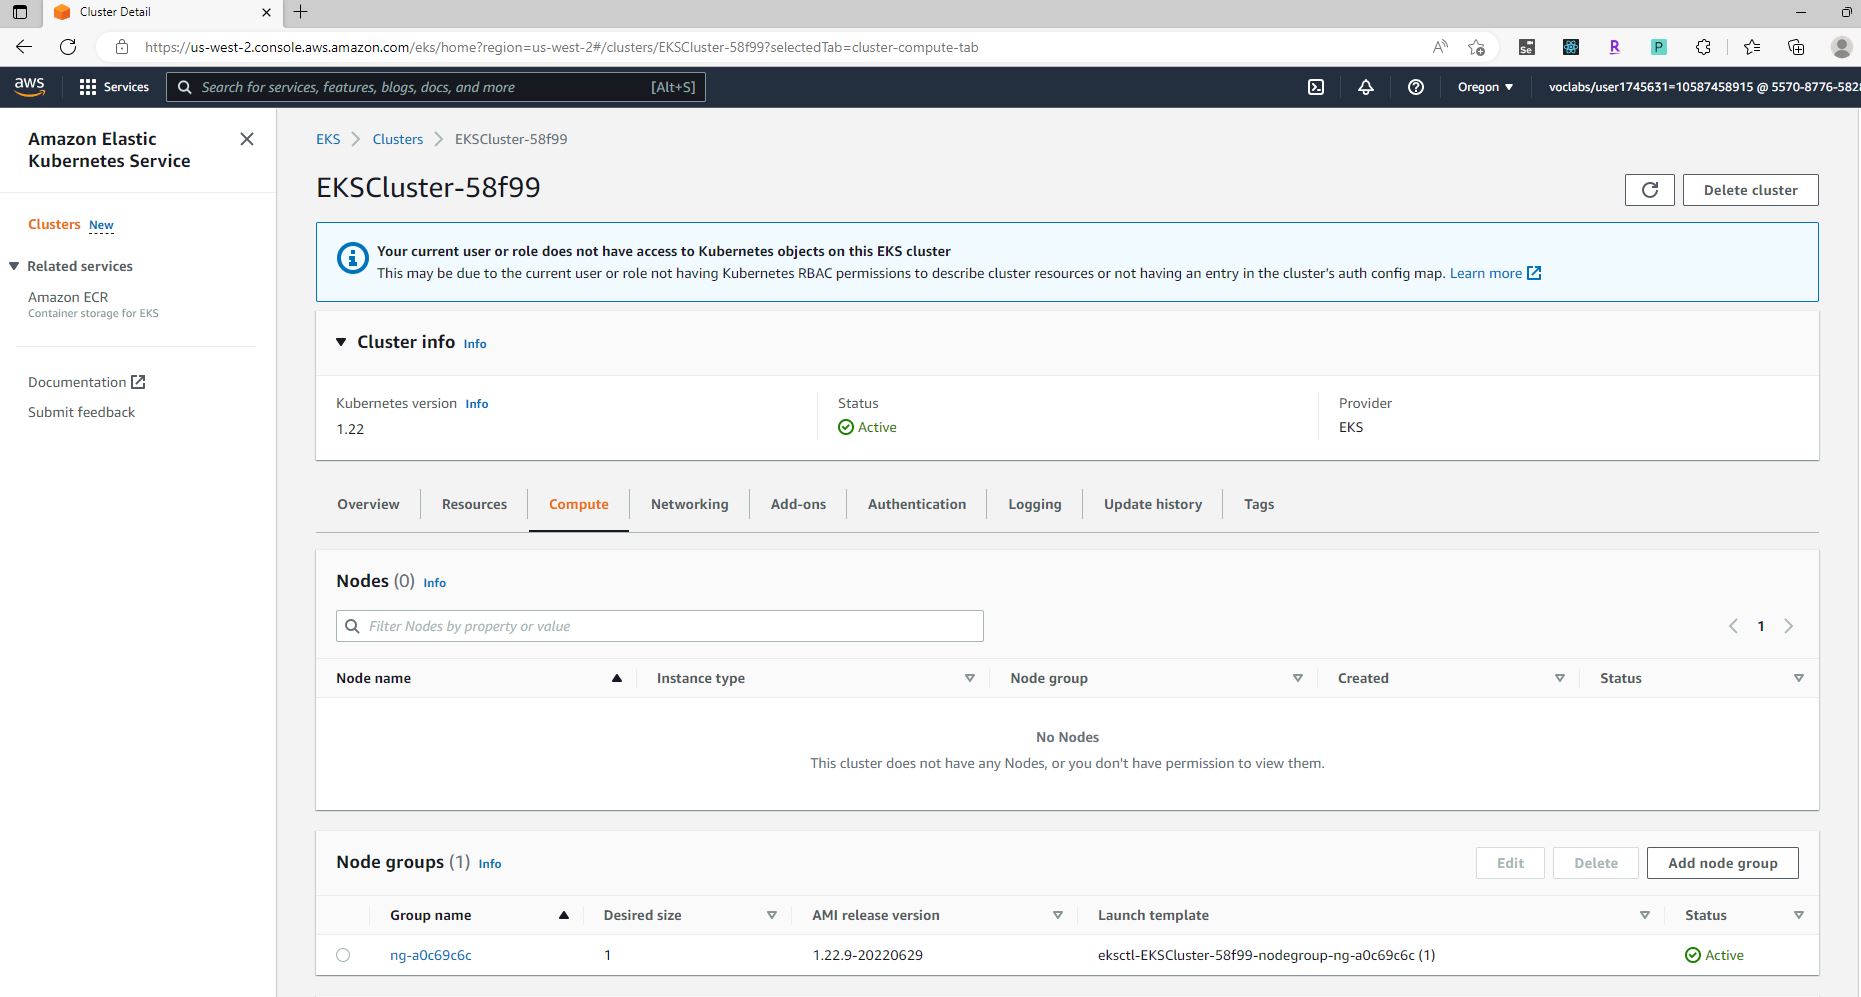 Cluster Detail
https://us-west-2.console.aws.amazon.com/eks/home?region=us-west-2#/clusters/EKSCluster-58f99?selectedTab=cluster-compute-tab
aws
Services
Search for services, features, blogs, docs, and more
[Alt+S]
Oregon
voclabs/user1745631=10587458915 @ 5570-8776-582
Amazon Elastic
Kubernetes Service
Clusters New
Related services
Amazon ECR
Container storage for EKS
Documentation
Submit feedback
EKS
Clusters
EKSCluster-58f99
EKSCluster-58f99
Delete cluster
Your current user or role does not have access to Kubernetes objects on this EKS cluster
This may be due to the current user or role not having Kubernetes RBAC permissions to describe cluster resources or not having an entry in the cluster’s auth config map. Learn more
Cluster info Info
Kubernetes version Info
1.22
Status
Active
Provider
EKS
Overview
Resources
Compute
Networking
Add-ons
Authentication
Logging
Update history
Tags
Nodes (0) Info
Filter Nodes by property or value
1
Node name
Instance type
Node group
Created
Status
No Nodes
This cluster does not have any Nodes, or you don't have permission to view them.
Node groups (1) Info
Edit
Delete
Add node group
Group name
Desired size
AMI release version
Launch template
Status
ng-a0c69c6c
1
1.22.9-20220629
eksctl-EKSCluster-58f99-nodegroup-ng-a0c69c6c (1)
Active